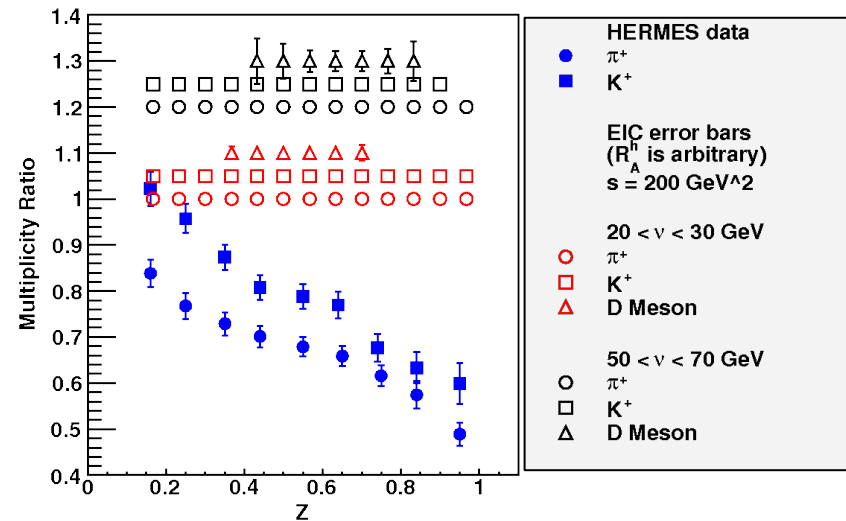 1.4
1.3
1.2
1.1
1
0.9
0.8
0.7
0.6
0.5
0.4
0
0.2
0.4
0.6
0.8
1
Multiplicity Ratio
Z
HERMES data
π⁺
K⁺
EIC error bars
(R_A^h is arbitrary)
s = 200 GeV^2
20 < ν < 30 GeV
π⁺
K⁺
D Meson
50 < ν < 70 GeV
π⁺
K⁺
D Meson